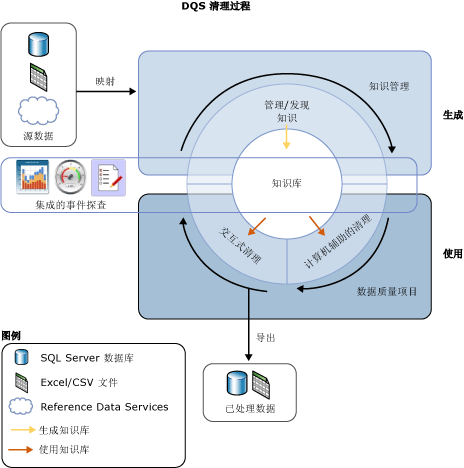 DQS 清理过程
源数据
映射
管理/发现
知识
知识管理
生成
知识库
集成的事件探查
交互式清理
计算机辅助的清理
使用
数据质量项目
导出
已处理数据
图例
SQL Server 数据库
Excel/CSV 文件
Reference Data Services
生成知识库
使用知识库